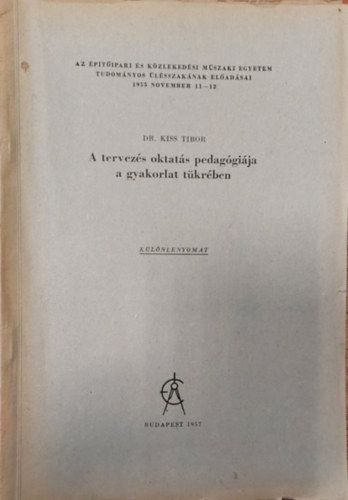 AZ ÉPÍTŐIPARI ÉS KÖZLEKEDÉSI MŰSZAKI EGYETEM
TUDOMÁNYOS ÜLÉSSZAKÁNAK ELŐADÁSAI
1955 NOVEMBER 11–12
DR. KISS TIBOR
A tervezés oktatás pedagógiája
a gyakorlat tükrében
KÜLÖNLENYOMAT
BUDAPEST 1957